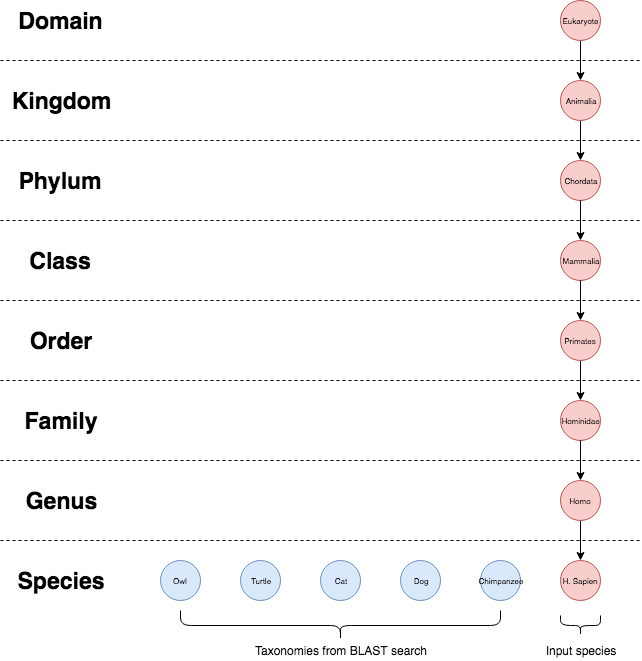 Domain
Eukaryote
Kingdom
Animalia
Phylum
Chordata
Class
Mammalia
Order
Primates
Family
Hominidae
Genus
Homo
Species
Owl
Turtle
Cat
Dog
Chimpanzee
H. Sapien
Taxonomies from BLAST search
Input species